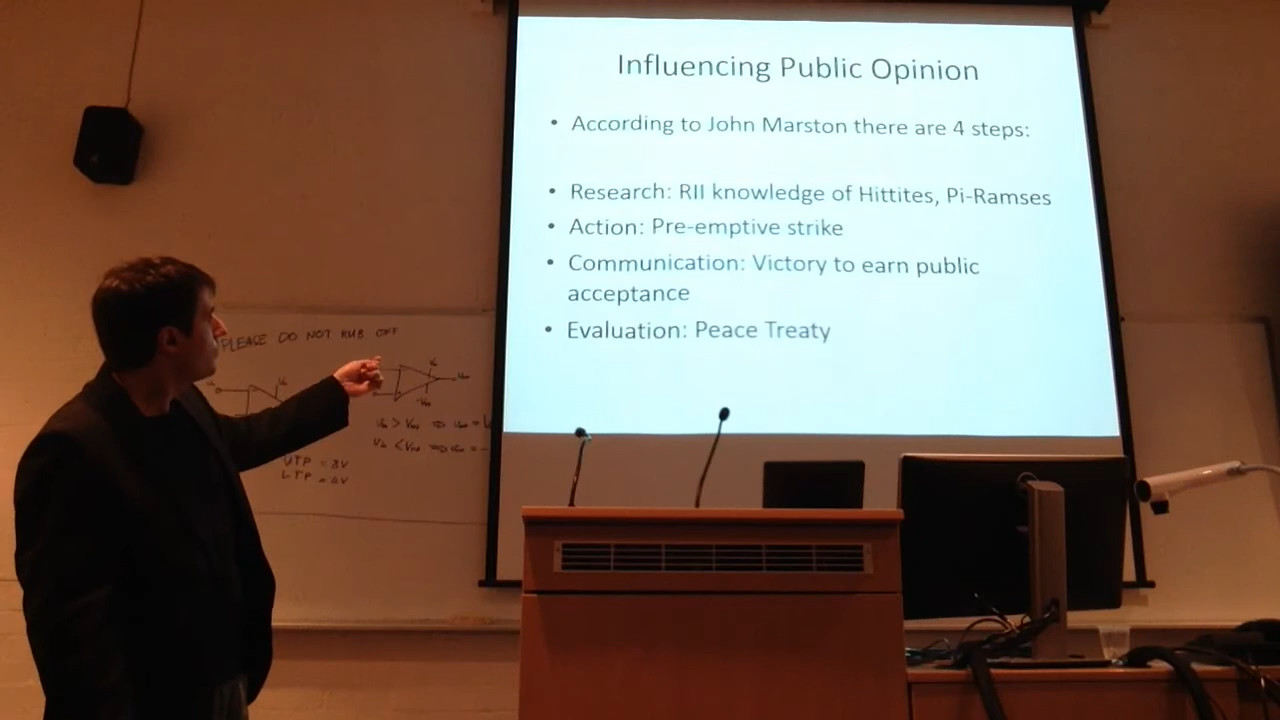 Influencing Public Opinion
• According to John Marston there are 4 steps:
• Research: RII knowledge of Hittites, Pi-Ramses
• Action: Pre-emptive strike
• Communication: Victory to earn public
acceptance
• Evaluation: Peace Treaty
PLEASE DO NOT RUB OFF
UTP = 8V
LTP = 4V